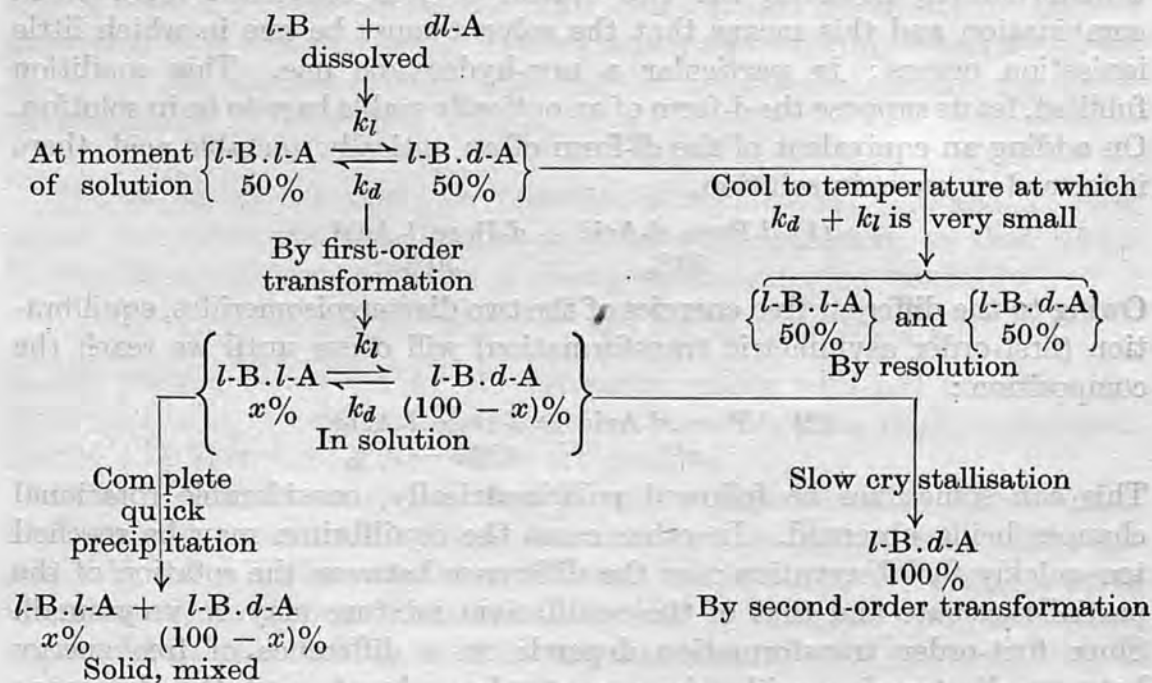 l-B + dl-A
dissolved
k_l
At moment of solution {l-B.l-A ⇌ l-B.d-A}
50% k_d 50%
Cool to temperature at which
k_d + k_l is very small
By first-order
transformation
{l-B.l-A} and {l-B.d-A}
50% 50%
By resolution
k_l
l-B.l-A ⇌ l-B.d-A
x% k_d (100 − x)%
In solution
Complete
quick
precipitation
l-B.l-A + l-B.d-A
x% (100 − x)%
Solid, mixed
Slow crystallisation
l-B.d-A
100%
By second-order transformation